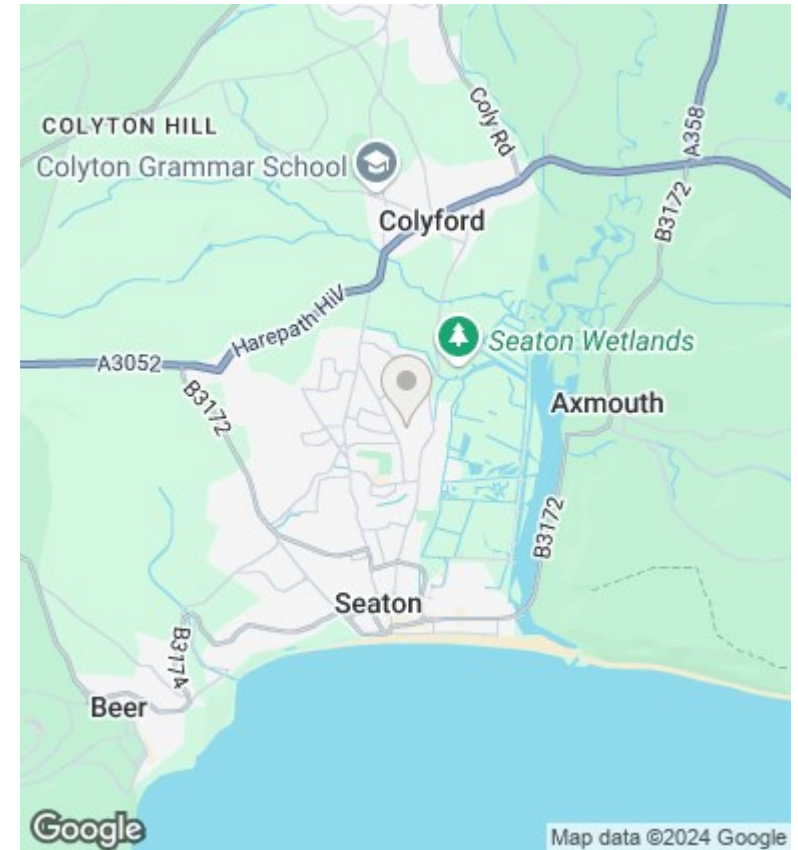 COLYTON HILL
Colyton Grammar School
Coly Rd
A358
B3172
Colyford
Harepath Hill
Seaton Wetlands
A3052
B3172
Axmouth
B3172
Seaton
B3174
Beer
Google
Map data ©2024 Google